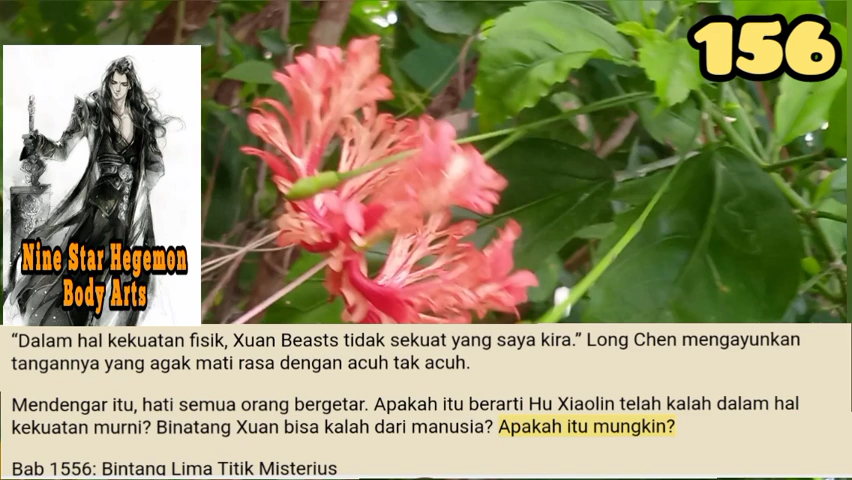 156
Nine Star Hegemon
Body Arts
“Dalam hal kekuatan fisik, Xuan Beasts tidak sekuat yang saya kira.” Long Chen mengayunkan
tangannya yang agak mati rasa dengan acuh tak acuh.
Mendengar itu, hati semua orang bergetar. Apakah itu berarti Hu Xiaolin telah kalah dalam hal
kekuatan murni? Binatang Xuan bisa kalah dari manusia? Apakah itu mungkin?
Bab 1556: Bintang Lima Titik Misterius